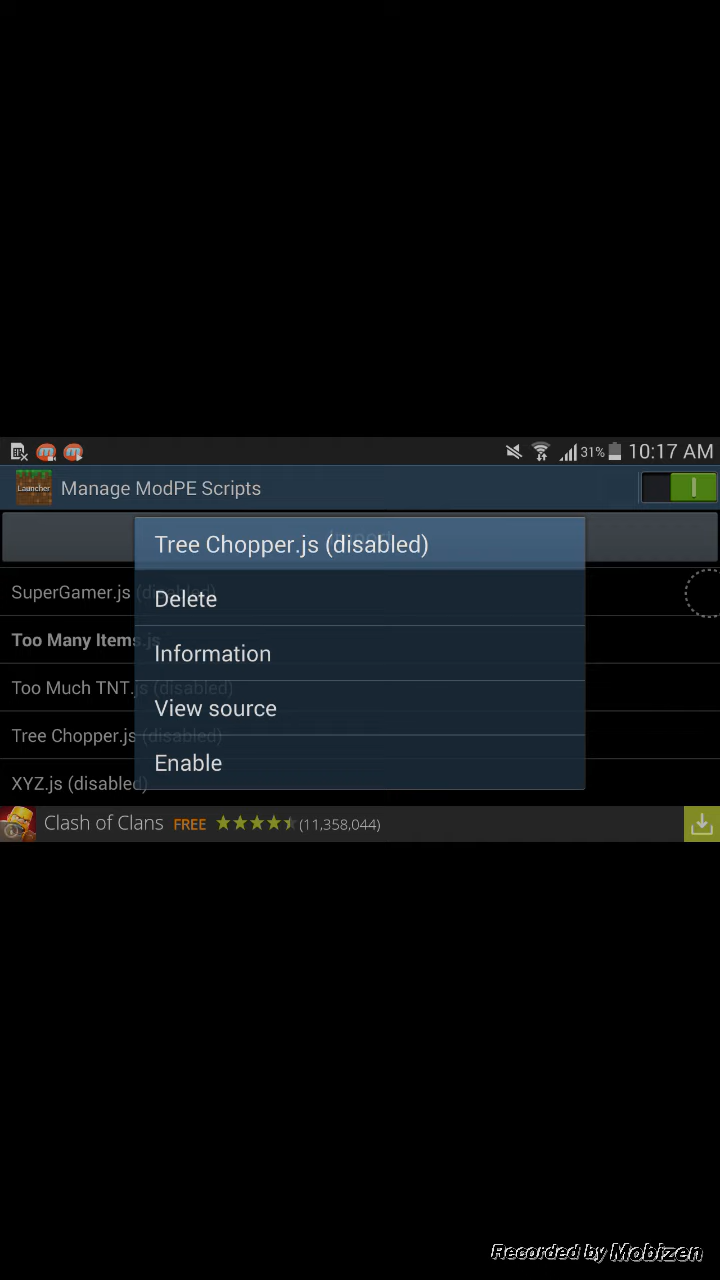 31% 10:17 AM
Launcher
Manage ModPE Scripts
Tree Chopper.js (disabled)
Delete
Information
View source
Enable
SuperGamer.js (disabled)
Too Many Items.js
Too Much TNT.js (disabled)
Tree Chopper.js (disabled)
XYZ.js (disabled)
Clash of Clans FREE (11,358,044)
Recorded by Mobizen